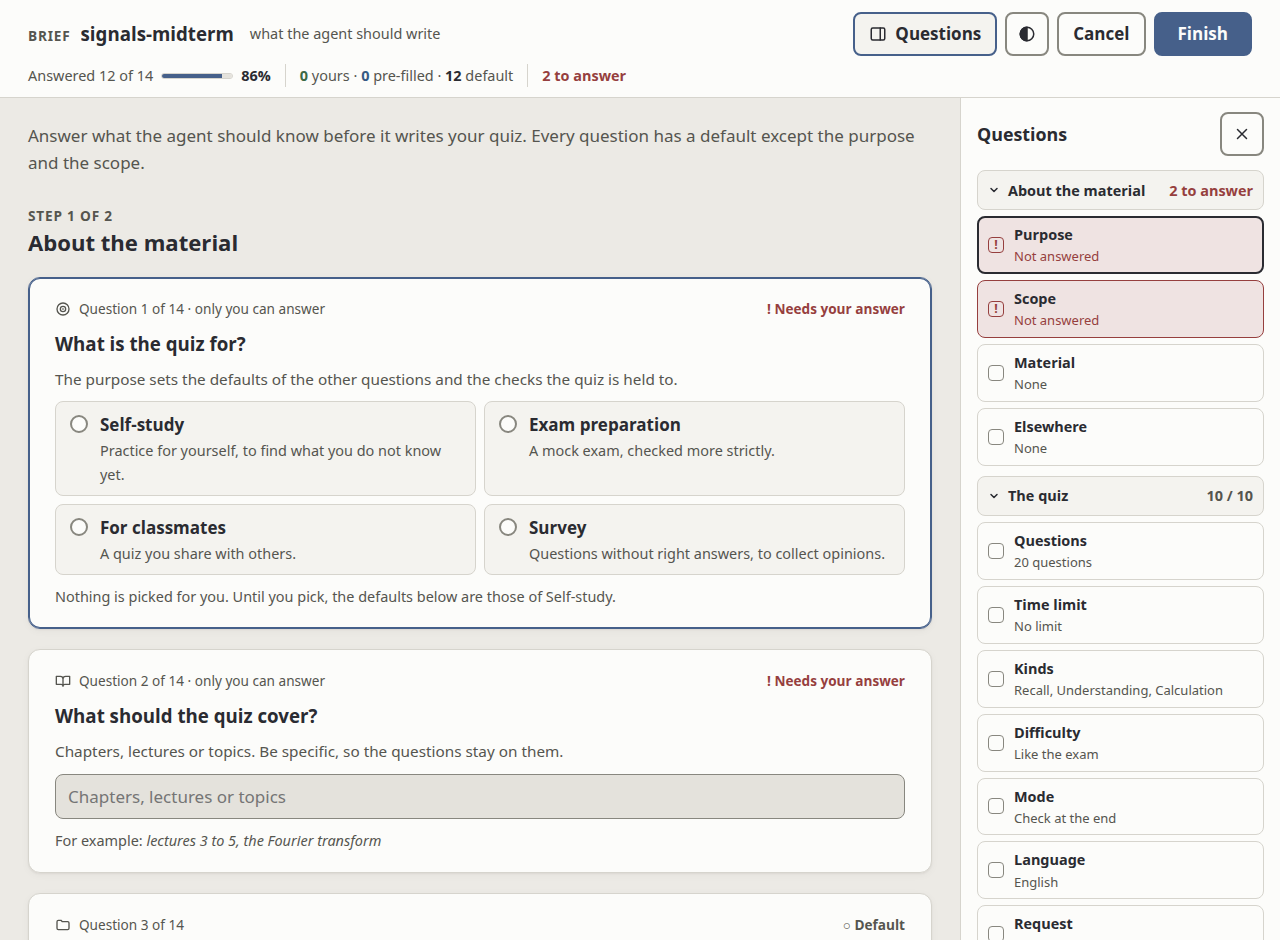 BRIEF signals-midterm what the agent should write
Questions
Cancel
Finish
Answered 12 of 14 86% 0 yours · 0 pre-filled · 12 default 2 to answer
Answer what the agent should know before it writes your quiz. Every question has a default except the purpose
and the scope.
STEP 1 OF 2
About the material
Question 1 of 14 · only you can answer
! Needs your answer
What is the quiz for?
The purpose sets the defaults of the other questions and the checks the quiz is held to.
Self-study
Practice for yourself, to find what you do not know
yet.
Exam preparation
A mock exam, checked more strictly.
For classmates
A quiz you share with others.
Survey
Questions without right answers, to collect opinions.
Nothing is picked for you. Until you pick, the defaults below are those of Self-study.
Question 2 of 14 · only you can answer
! Needs your answer
What should the quiz cover?
Chapters, lectures or topics. Be specific, so the questions stay on them.
Chapters, lectures or topics
For example: lectures 3 to 5, the Fourier transform
Question 3 of 14
○ Default
Questions
About the material 2 to answer
! Purpose
Not answered
! Scope
Not answered
Material
None
Elsewhere
None
The quiz 10 / 10
Questions
20 questions
Time limit
No limit
Kinds
Recall, Understanding, Calculation
Difficulty
Like the exam
Mode
Check at the end
Language
English
Request